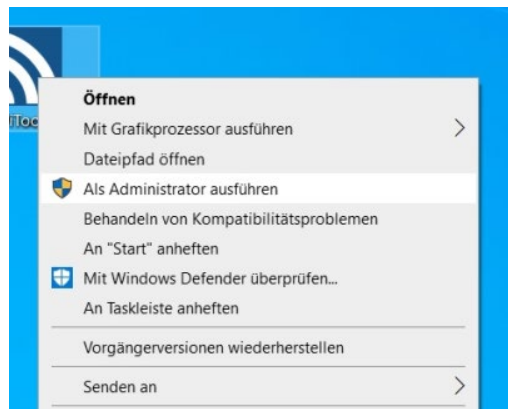 Öffnen
Mit Grafikprozessor ausführen
Dateipfad öffnen
Als Administrator ausführen
Behandeln von Kompatibilitätsproblemen
An "Start" anheften
Mit Windows Defender überprüfen...
An Taskleiste anheften
Vorgängerversionen wiederherstellen
Senden an